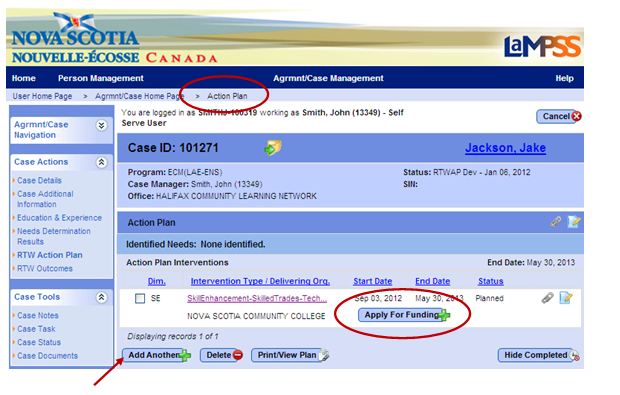 NOVA SCOTIA
NOUVELLE-ÉCOSSE CANADA
LaMPSS
Home Person Management Agrmnt/Case Management Help
User Home Page > Agrmnt/Case Home Page > Action Plan
You are logged in as SMITHJ-100319 working as Smith, John (13349) - Self
Serve User
Cancel
Agrmnt/Case
Navigation
Case Actions
Case Details
Case Additional
Information
Education & Experience
Needs Determination
Results
RTW Action Plan
RTW Outcomes
Case Tools
Case Notes
Case Task
Case Status
Case Documents
Case ID: 101271 Jackson, Jake
Program: ECM(LAE-ENS) Status: RTWAP Dev - Jan 06, 2012
Case Manager: Smith, John (13349) SIN:
Office: HALIFAX COMMUNITY LEARNING NETWORK
Action Plan
Identified Needs: None identified.
Action Plan Interventions End Date: May 30, 2013
Dim. Intervention Type / Delivering Org. Start Date End Date Status
SE SkillEnhancement-SkilledTrades-Tech... Sep 03, 2012 May 30, 2013 Planned
NOVA SCOTIA COMMUNITY COLLEGE Apply For Funding
Displaying records 1 of 1
Add Another Delete Print/View Plan Hide Completed